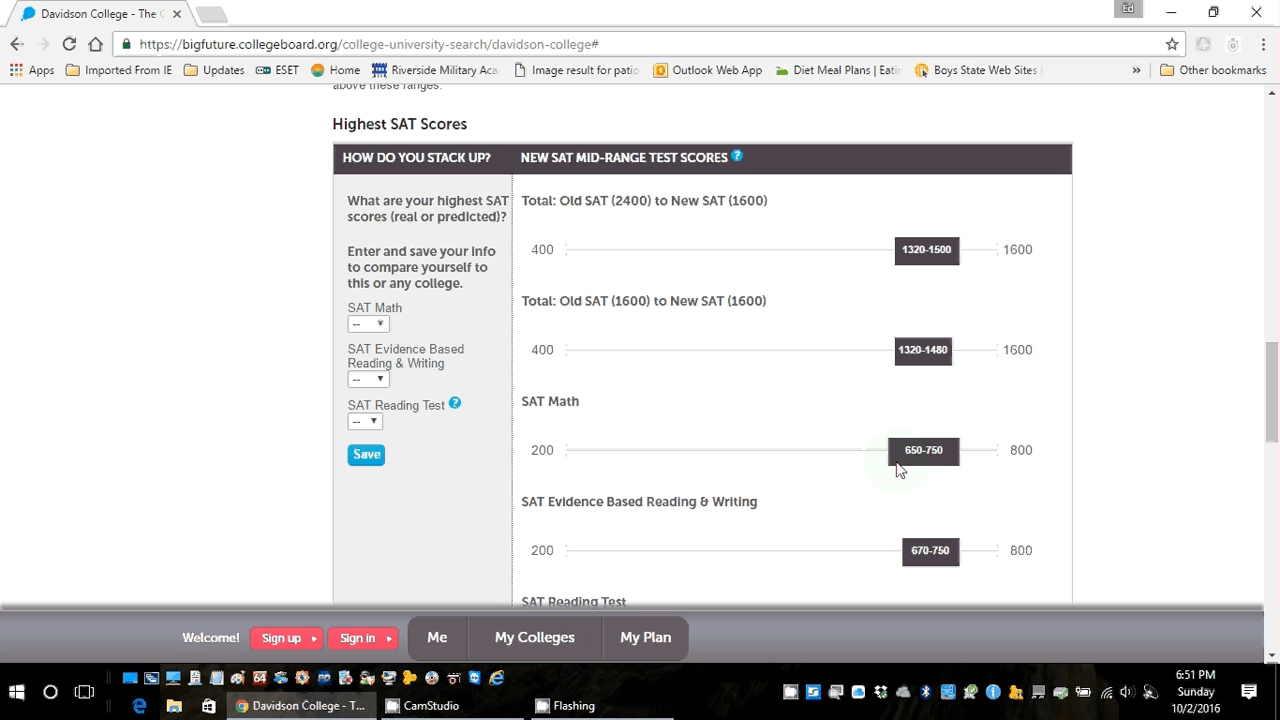 Davidson College - The C
Ed
https://bigfuture.collegeboard.org/college-university-search/davidson-college#
Apps Imported From IE Updates ESET Home Riverside Military Aca Image result for patio Outlook Web App Diet Meal Plans | Eatin Boys State Web Sites » Other bookmarks
above these ranges.
Highest SAT Scores
HOW DO YOU STACK UP? NEW SAT MID-RANGE TEST SCORES ?
What are your highest SAT
scores (real or predicted)?
Enter and save your info
to compare yourself to
this or any college.
SAT Math
--
SAT Evidence Based
Reading & Writing
--
SAT Reading Test ?
--
Save
Total: Old SAT (2400) to New SAT (1600)
400 1320-1500 1600
Total: Old SAT (1600) to New SAT (1600)
400 1320-1480 1600
SAT Math
200 650-750 800
SAT Evidence Based Reading & Writing
200 670-750 800
SAT Reading Test
Welcome! Sign up Sign in Me My Colleges My Plan
Davidson College - T... CamStudio Flashing
6:51 PM
Sunday
10/2/2016